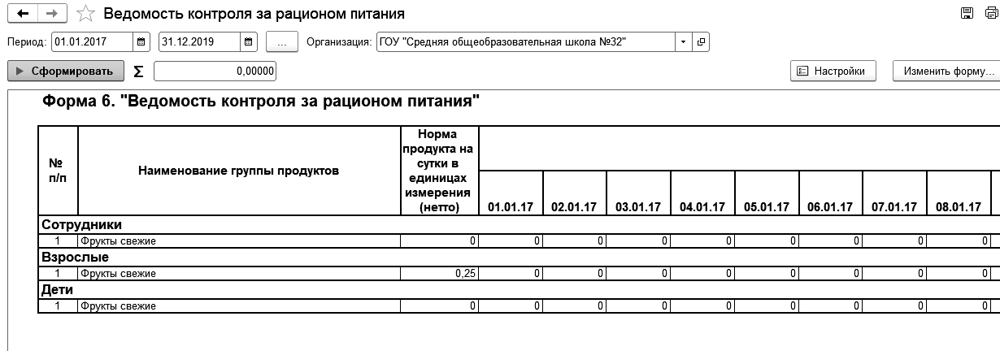 Ведомость контроля за рационом питания
Период: 01.01.2017 31.12.2019 ... Организация: ГОУ "Средняя общеобразовательная школа №32"
Сформировать Σ 0,00000 Настройки Изменить форму...
Форма 6. "Ведомость контроля за рационом питания"
№
п/п
Наименование группы продуктов
Норма
продукта на
сутки в
единицах
измерения
(нетто)
01.01.17 02.01.17 03.01.17 04.01.17 05.01.17 06.01.17 07.01.17 08.01.17
Сотрудники
1 Фрукты свежие 0 0 0 0 0 0 0 0 0
Взрослые
1 Фрукты свежие 0,25 0 0 0 0 0 0 0 0
Дети
1 Фрукты свежие 0 0 0 0 0 0 0 0 0